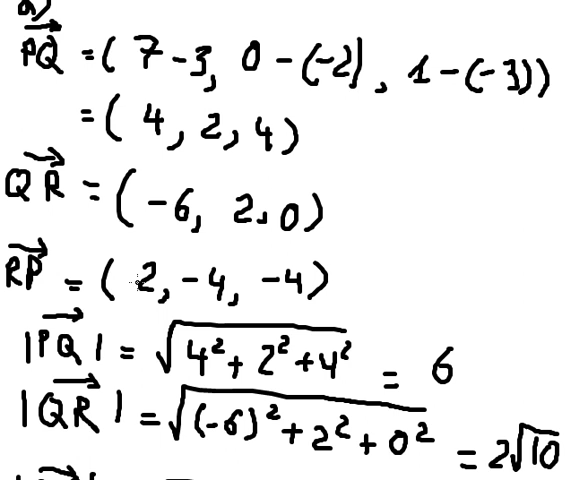 a)
PQ⃗ = ( 7-3, 0-(-2), 1-(-3))
= ( 4, 2, 4)
QR⃗ = (-6, 2, 0)
RP⃗ = ( 2, -4, -4)
|PQ⃗| = √(4² + 2² + 4²) = 6
|QR⃗| = √((-6)² + 2² + 0²) = 2√10